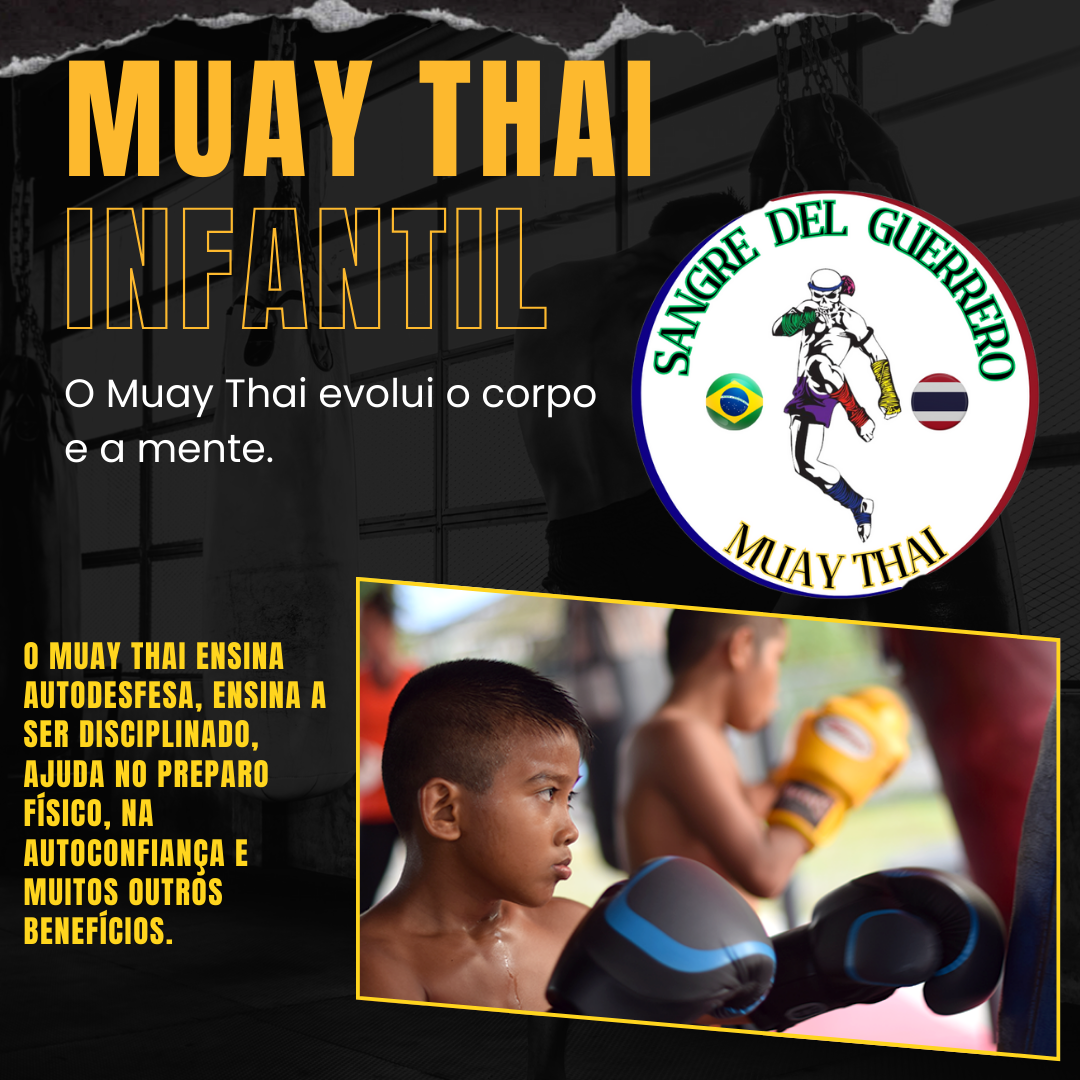 MUAY THAI
INFANTIL
O Muay Thai evolui o corpo
e a mente.
SANGRE DEL GUERRERO
MUAY THAI
O MUAY THAI ENSINA
AUTODESFESA, ENSINA A
SER DISCIPLINADO,
AJUDA NO PREPARO
FÍSICO, NA
AUTOCONFIANÇA E
MUITOS OUTROS
BENEFÍCIOS.